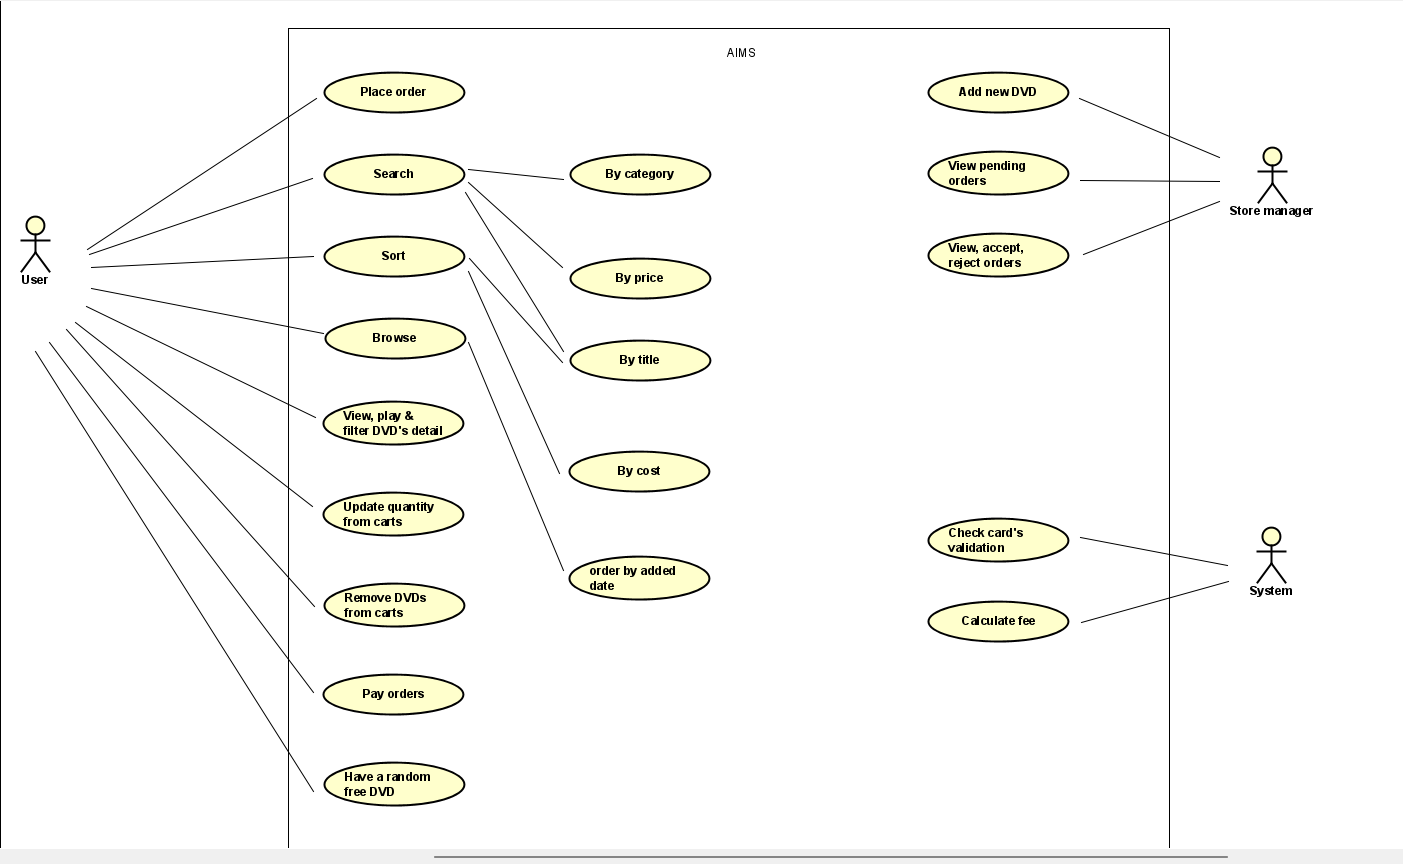 AIMS
Place order
Add new DVD
Search
By category
View pending
orders
Store manager
User
Sort
By price
View, accept,
reject orders
Browse
By title
View, play &
filter DVD's detail
By cost
Update quantity
from carts
Check card's
validation
order by added
date
System
Remove DVDs
from carts
Calculate fee
Pay orders
Have a random
free DVD